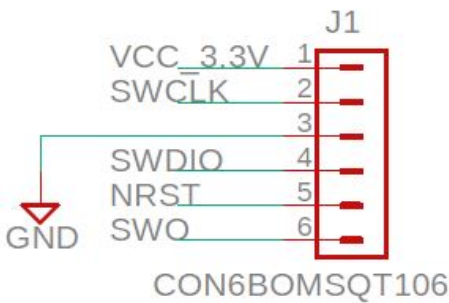 J1
VCC_3.3V 1
SWCLK 2
3
SWDIO 4
NRST 5
SWO 6
GND
CON6BOMSQT106